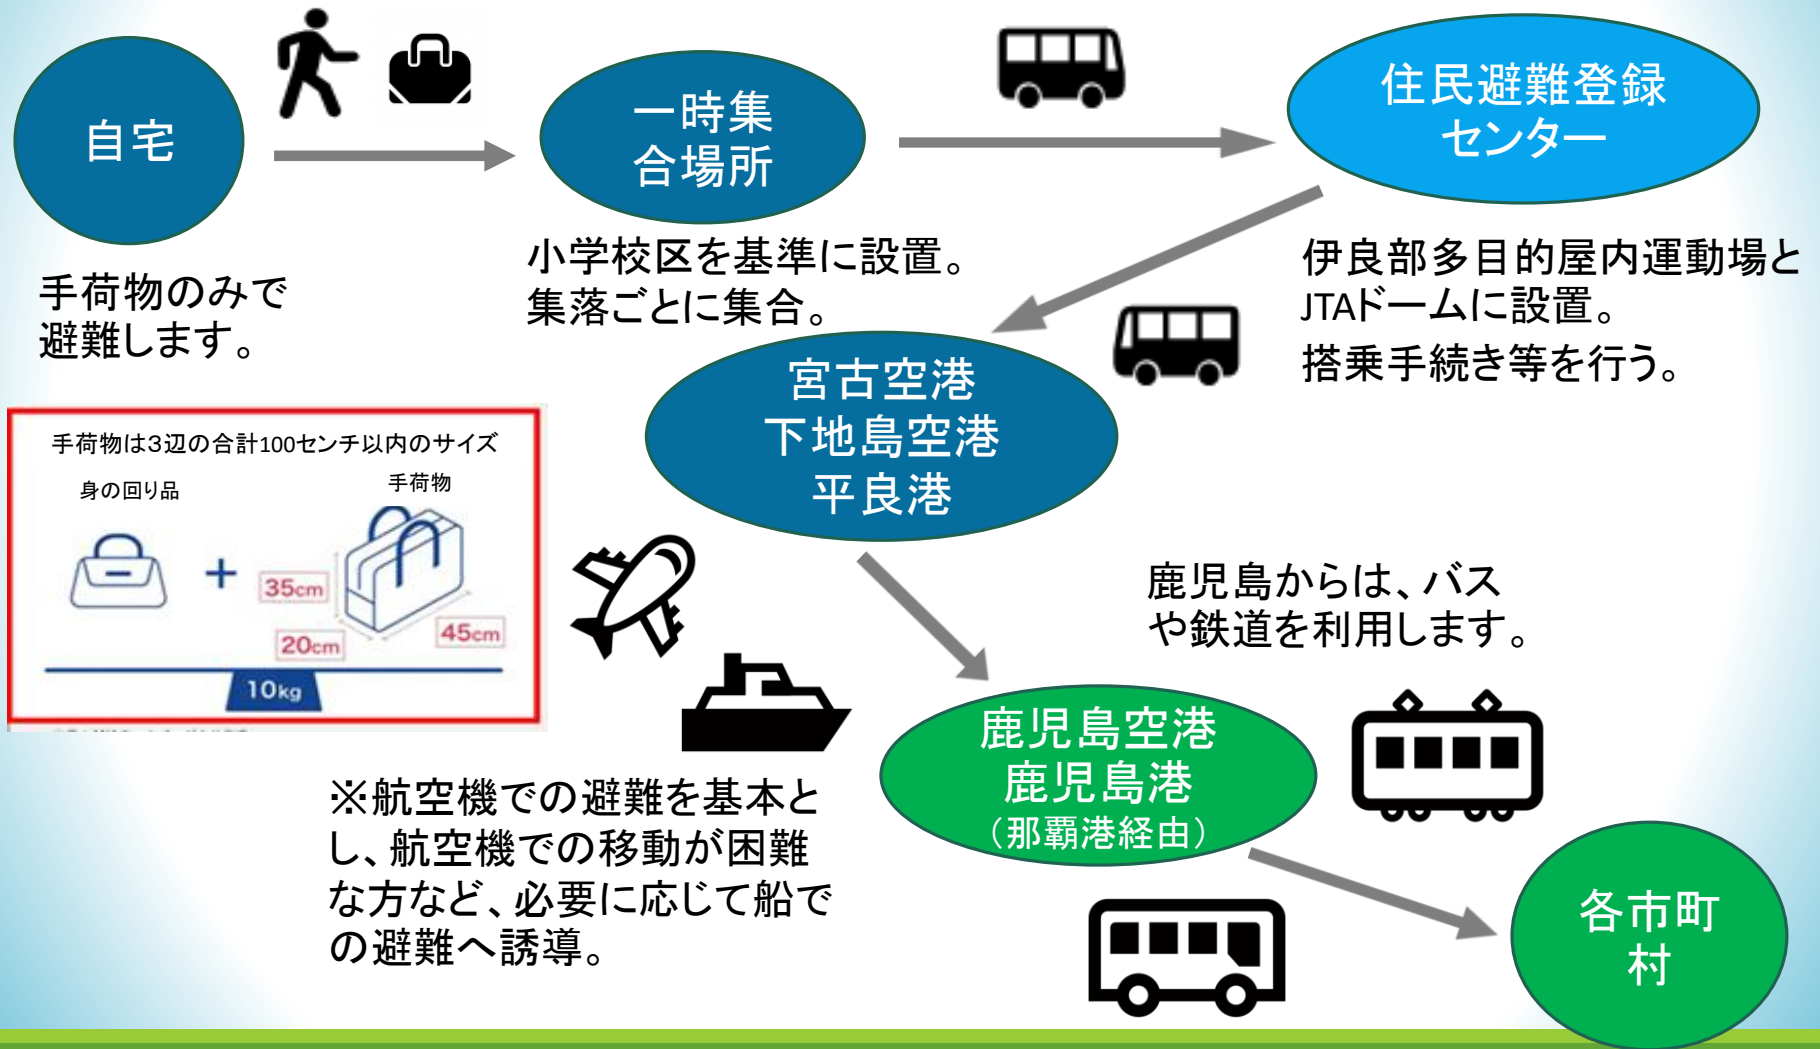 自宅
一時集
合場所
住民避難登録
センター
手荷物のみで
避難します。
小学校区を基準に設置。
集落ごとに集合。
伊良部多目的屋内運動場と
JTAドームに設置。
搭乗手続き等を行う。
宮古空港
下地島空港
平良港
手荷物は3辺の合計100センチ以内のサイズ
身の回り品
手荷物
+
35cm
20cm
45cm
10kg
鹿児島からは、バス
や鉄道を利用します。
鹿児島空港
鹿児島港
（那覇港経由）
※航空機での避難を基本と
し、航空機での移動が困難
な方など、必要に応じて船で
の避難へ誘導。
各市町
村